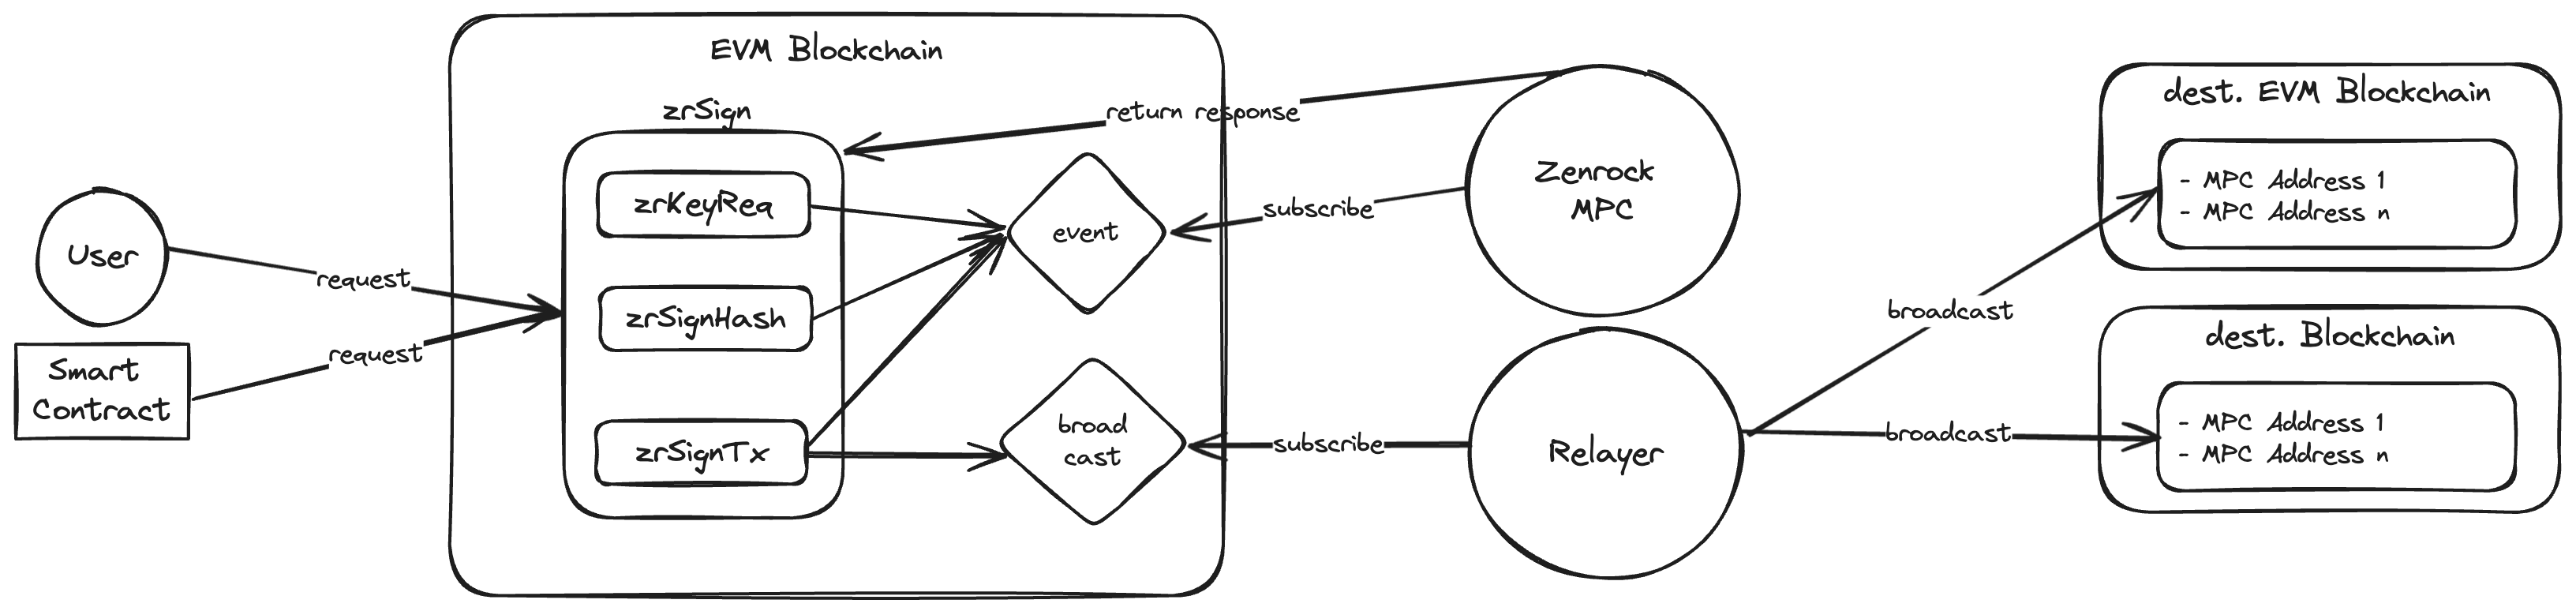 EVM Blockchain
zrSign
return response
zrKeyReq
zrSignHash
zrSignTx
event
broad
cast
User
request
Smart
Contract
request
subscribe
subscribe
Zenrock
MPC
Relayer
broadcast
broadcast
dest. EVM Blockchain
- MPC Address 1
- MPC Address n
dest. Blockchain
- MPC Address 1
- MPC Address n